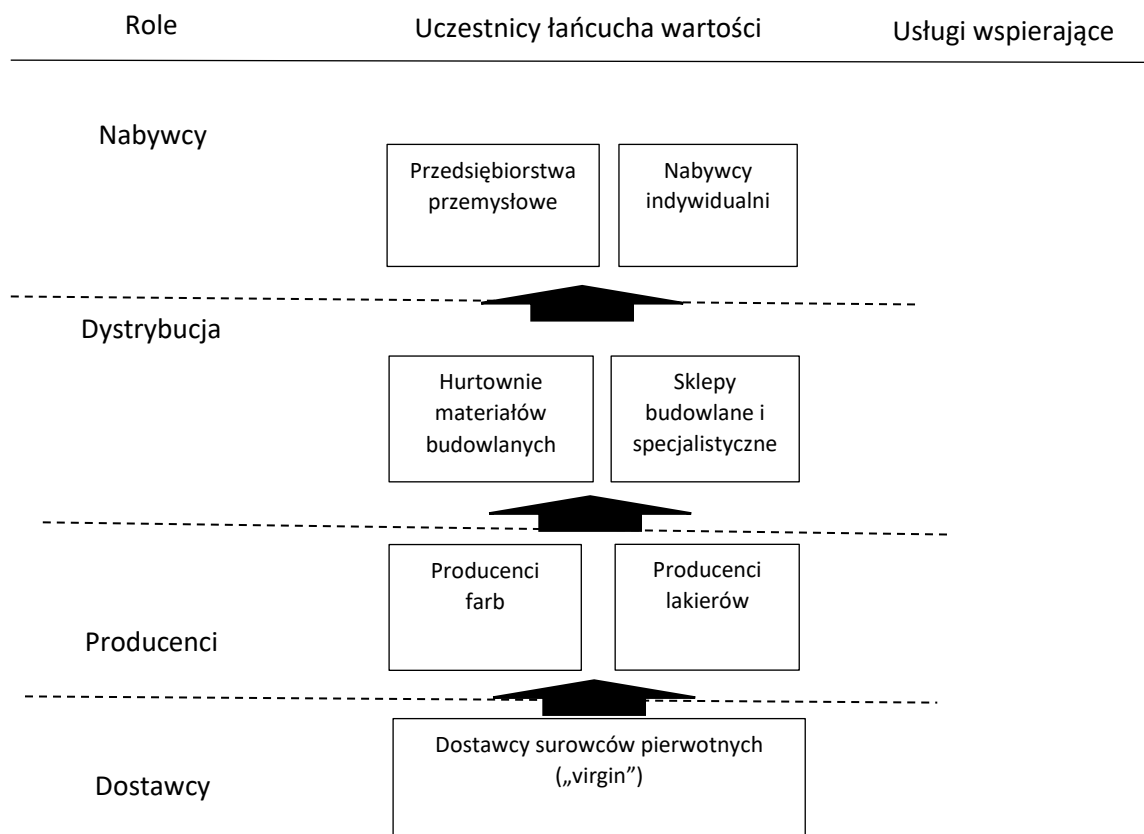 Role Uczestnicy łańcucha wartości Usługi wspierające
Nabywcy
Przedsiębiorstwa
przemysłowe
Nabywcy
indywidualni
Dystrybucja
Hurtownie
materiałów
budowlanych
Sklepy
budowlane i
specjalistyczne
Producenci
farb
Producenci
lakierów
Producenci
Dostawcy surowców pierwotnych
(„virgin”)
Dostawcy